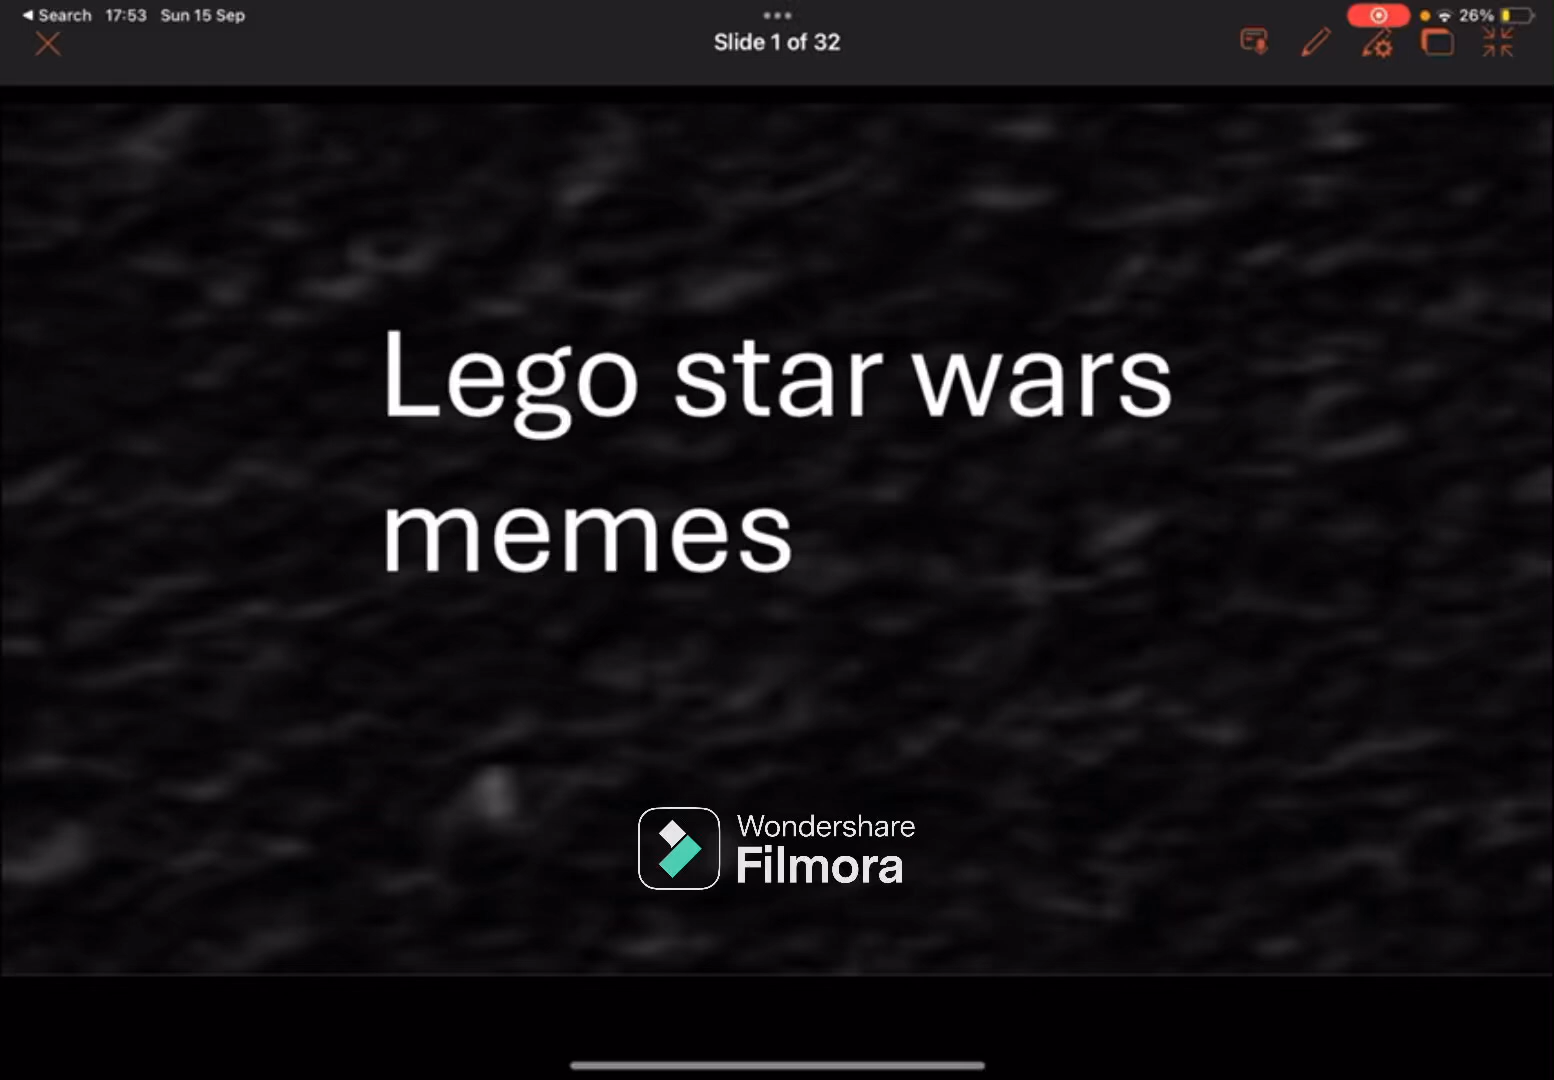 Search 17:53 Sun 15 Sep
26%
Slide 1 of 32
Lego star wars
memes
Wondershare
Filmora